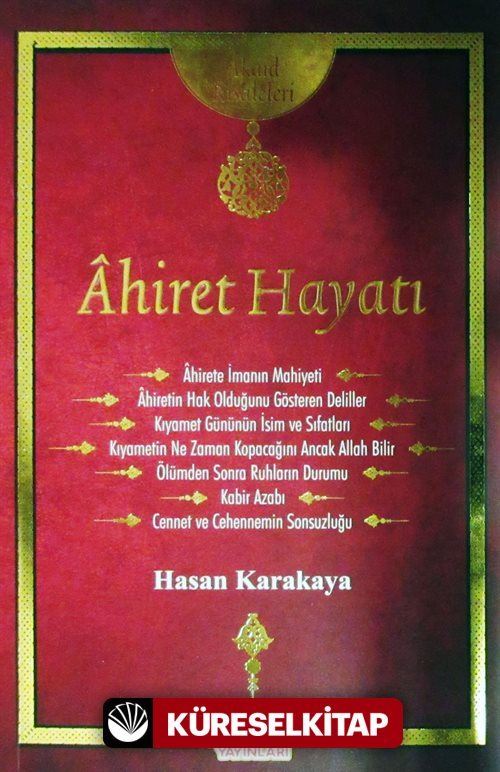 Akaid
Risaleleri
Âhiret Hayatı
Âhirete İmanın Mahiyeti
Âhiretin Hak Olduğunu Gösteren Deliller
Kıyamet Gününün İsim ve Sıfatları
Kıyametin Ne Zaman Kopacağını Ancak Allah Bilir
Ölümden Sonra Ruhların Durumu
Kabir Azabı
Cennet ve Cehennemin Sonsuzluğu
Hasan Karakaya
KÜRESELKİTAP
YAYINLARI